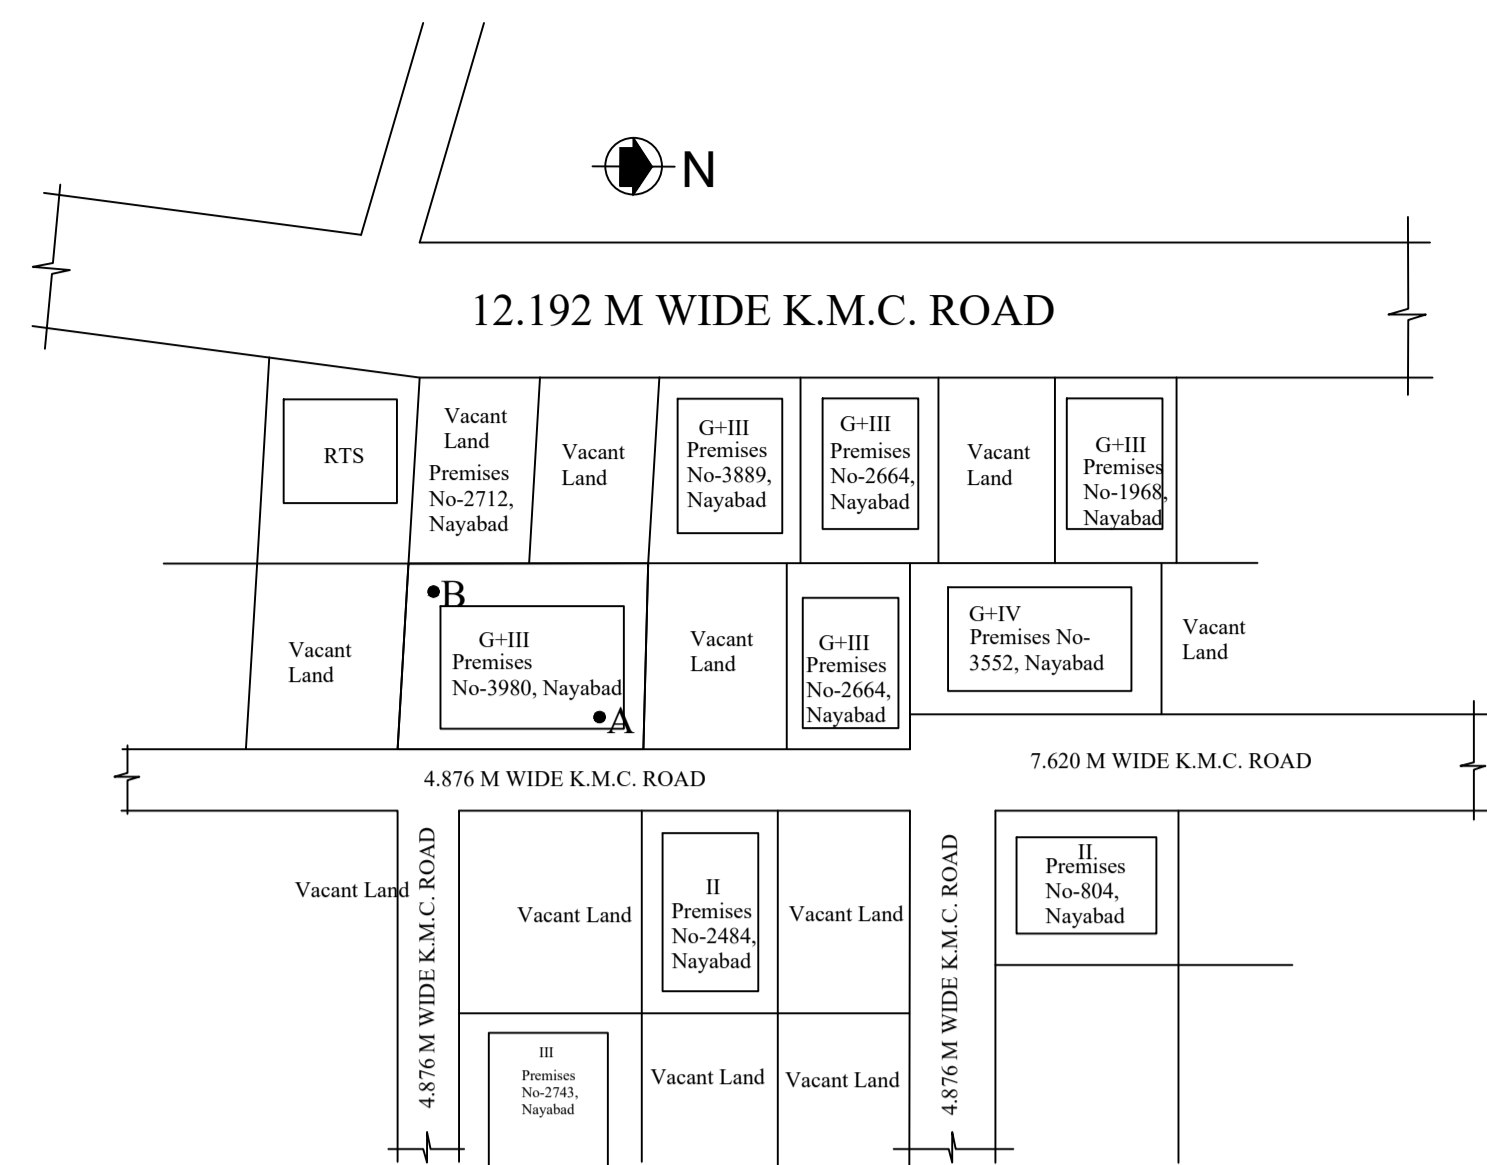 N
12.192 M WIDE K.M.C. ROAD
RTS
Vacant
Land
Premises
No-2712,
Nayabad
Vacant
Land
G+III
Premises
No-3889,
Nayabad
G+III
Premises
No-2664,
Nayabad
Vacant
Land
G+III
Premises
No-1968,
Nayabad
Vacant
Land
B
G+III
Premises
No-3980, Nayabad
A
Vacant
Land
G+III
Premises
No-2664,
Nayabad
G+IV
Premises No-
3552, Nayabad
Vacant
Land
4.876 M WIDE K.M.C. ROAD
7.620 M WIDE K.M.C. ROAD
Vacant Land
4.876 M WIDE K.M.C. ROAD
Vacant Land
II
Premises
No-2484,
Nayabad
Vacant Land
4.876 M WIDE K.M.C. ROAD
II
Premises
No-804,
Nayabad
III
Premises
No-2743,
Nayabad
Vacant Land
Vacant Land